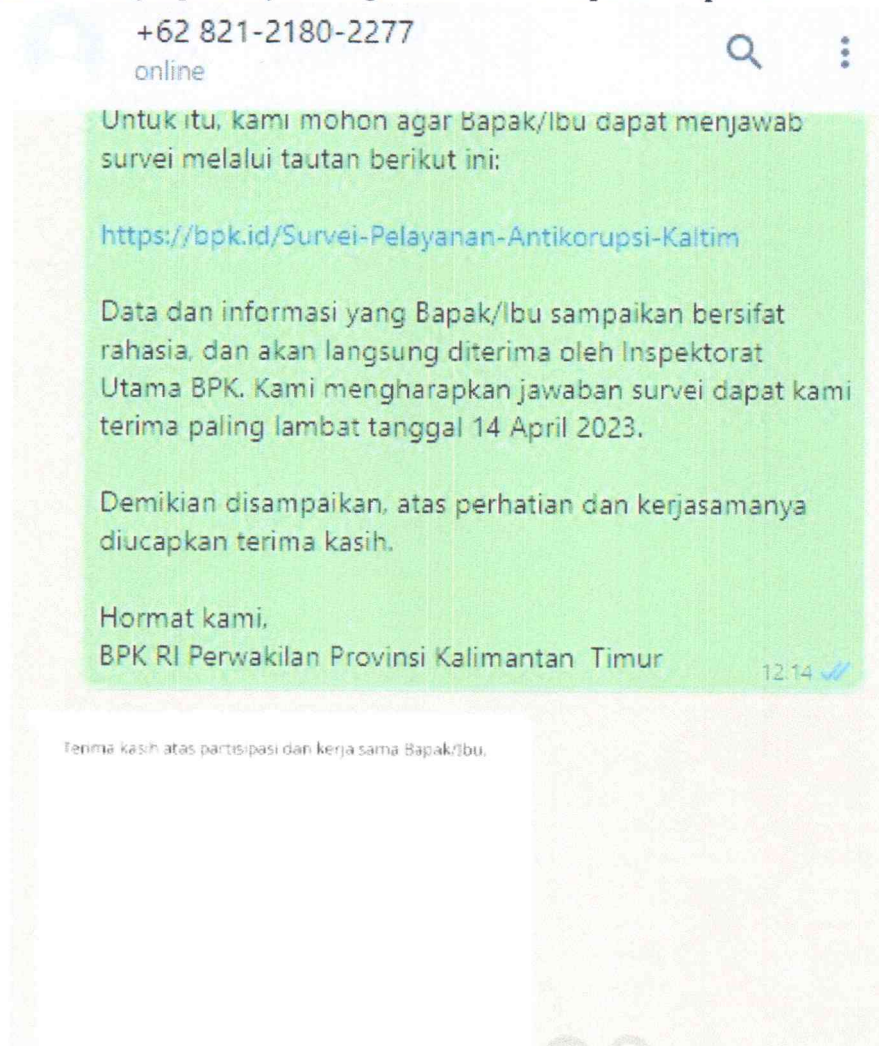 +62 821-2180-2277
online
Untuk itu, kami mohon agar Bapak/Ibu dapat menjawab
survei melalui tautan berikut ini:
https://bpk.id/Survei-Pelayanan-Antikorupsi-Kaltim
Data dan informasi yang Bapak/Ibu sampaikan bersifat
rahasia, dan akan langsung diterima oleh Inspektorat
Utama BPK. Kami mengharapkan jawaban survei dapat kami
terima paling lambat tanggal 14 April 2023.
Demikian disampaikan, atas perhatian dan kerjasamanya
diucapkan terima kasih.
Hormat kami,
BPK RI Perwakilan Provinsi Kalimantan Timur
12.14
Terima kasih atas partisipasi dan kerja sama Bapak/Ibu.